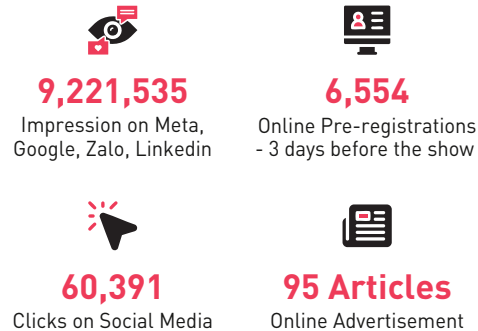 9,221,535
Impression on Meta,
Google, Zalo, Linkedin
6,554
Online Pre-registrations
- 3 days before the show
60,391
Clicks on Social Media
95 Articles
Online Advertisement